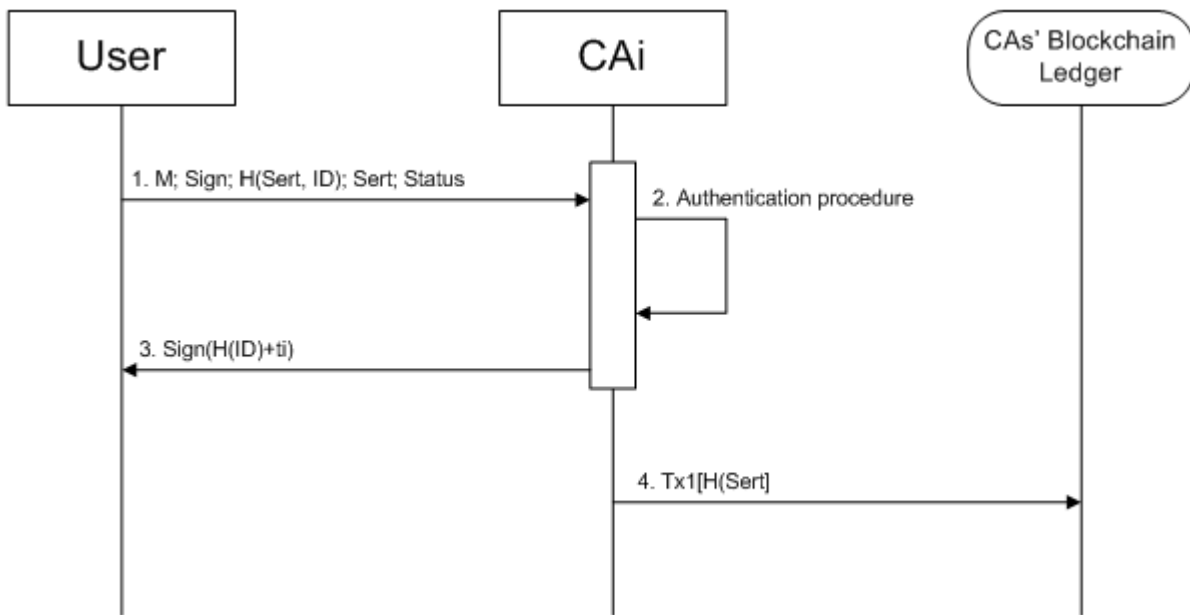 User
CAi
CAs' Blockchain
Ledger
1. M; Sign; H(Sert, ID); Sert; Status
2. Authentication procedure
3. Sign(H(ID)+ti)
4. Tx1[H(Sert]